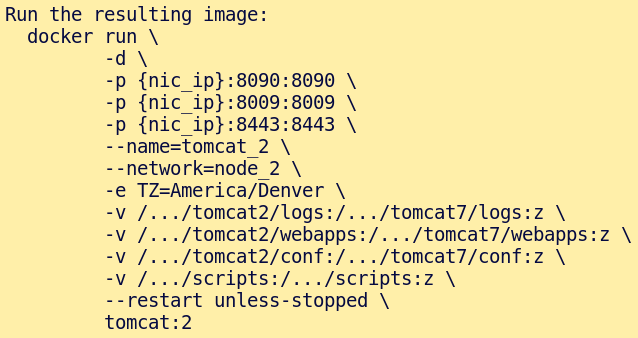 Run the resulting image:
docker run \
-d \
-p {nic_ip}:8090:8090 \
-p {nic_ip}:8009:8009 \
-p {nic_ip}:8443:8443 \
--name=tomcat_2 \
--network=node_2 \
-e TZ=America/Denver \
-v /.../tomcat2/logs:/.../tomcat7/logs:z \
-v /.../tomcat2/webapps:/.../tomcat7/webapps:z \
-v /.../tomcat2/conf:/.../tomcat7/conf:z \
-v /.../scripts:/.../scripts:z \
--restart unless-stopped \
tomcat:2